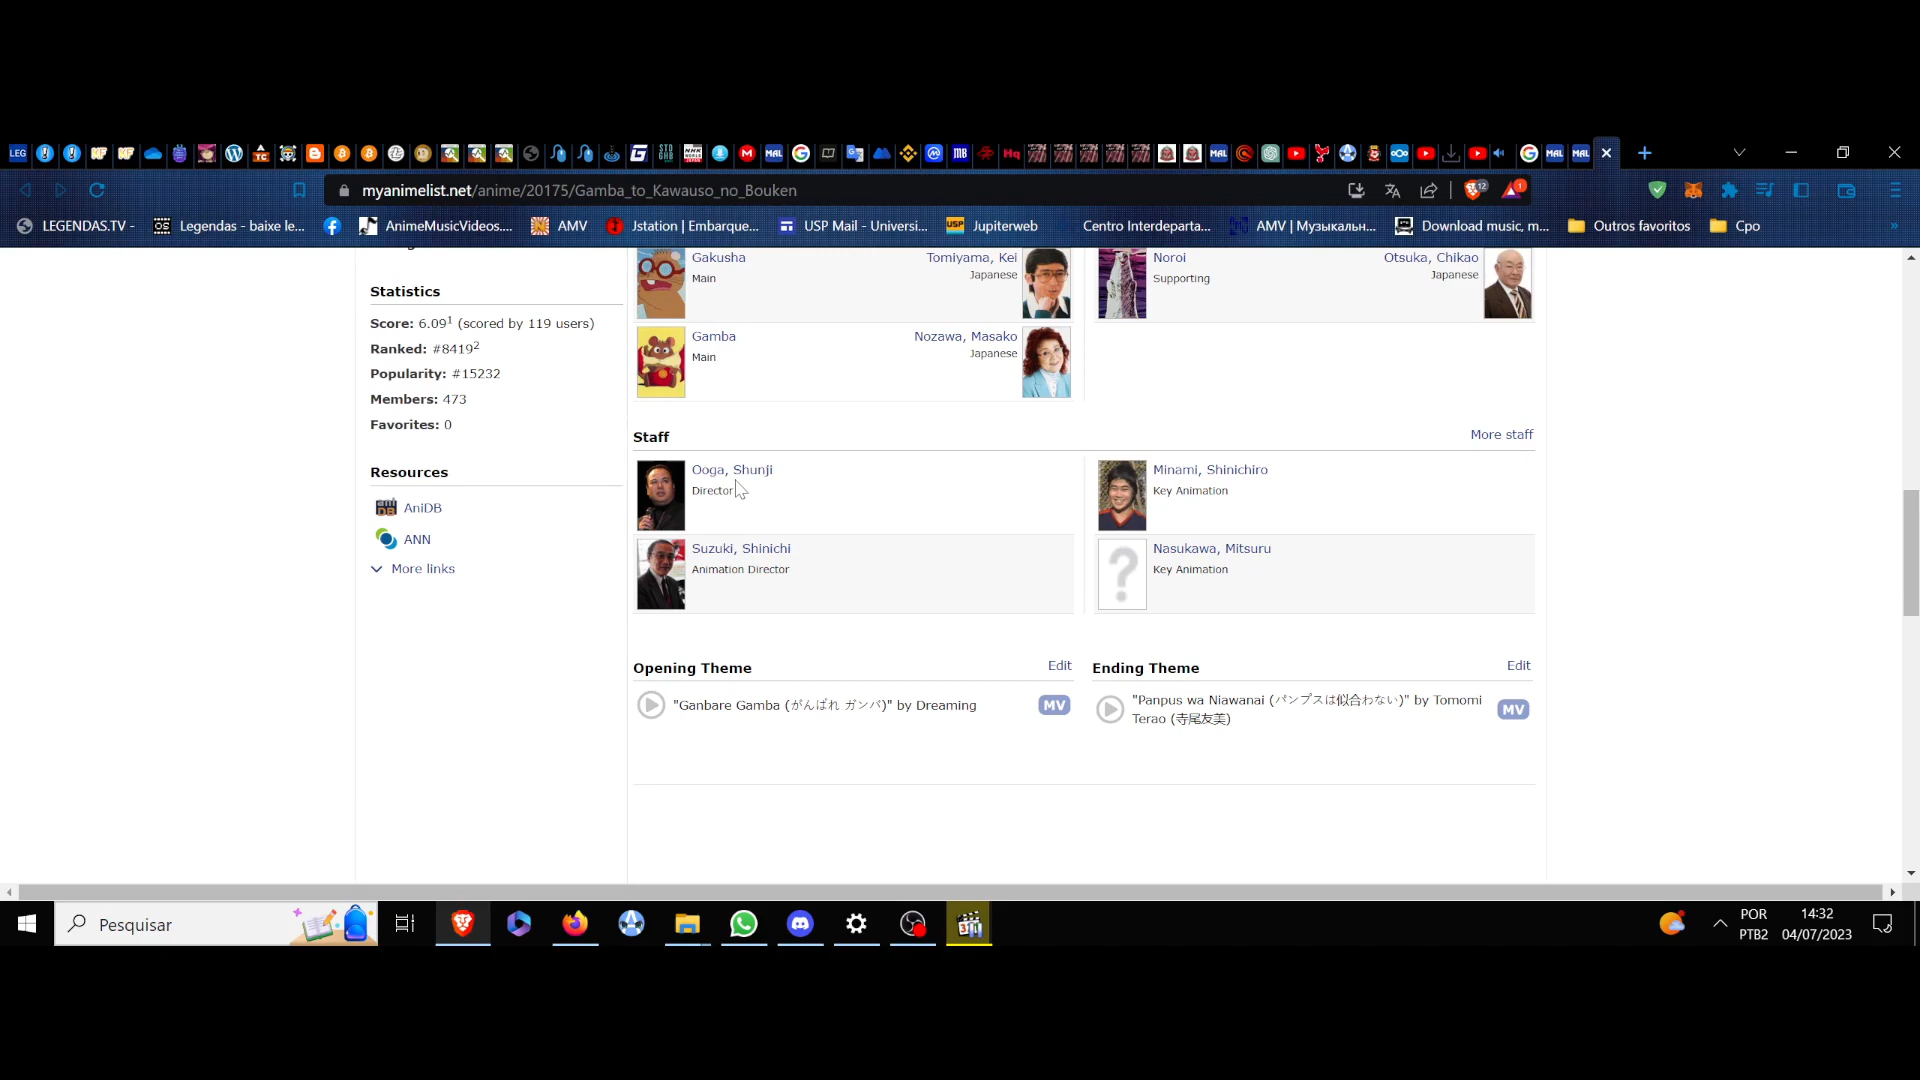 myanimelist.net/anime/20175/Gamba_to_Kawauso_no_Bouken
12
1
LEGENDAS.TV -
Legendas - baixe le...
AnimeMusicVideos....
AMV
Jstation | Embarque...
USP Mail - Universi...
Jupiterweb
Centro Interdeparta...
AMV | Музыкальн...
Download music, m...
Outros favoritos
Cpo
»
Gakusha
Main
Tomiyama, Kei
Japanese
Noroi
Supporting
Otsuka, Chikao
Japanese
Gamba
Main
Nozawa, Masako
Japanese
Statistics
Score: 6.09¹ (scored by 119 users)
Ranked: #8419²
Popularity: #15232
Members: 473
Favorites: 0
Resources
AniDB
ANN
More links
Staff
More staff
Ooga, Shunji
Director
Minami, Shinichiro
Key Animation
Suzuki, Shinichi
Animation Director
Nasukawa, Mitsuru
Key Animation
Opening Theme
Edit
"Ganbare Gamba (がんばれ ガンバ)" by Dreaming
MV
Ending Theme
Edit
"Panpus wa Niawanai (パンプスは似合わない)" by Tomomi
Terao (寺尾友美)
MV
Pesquisar
POR
PTB2
14:32
04/07/2023